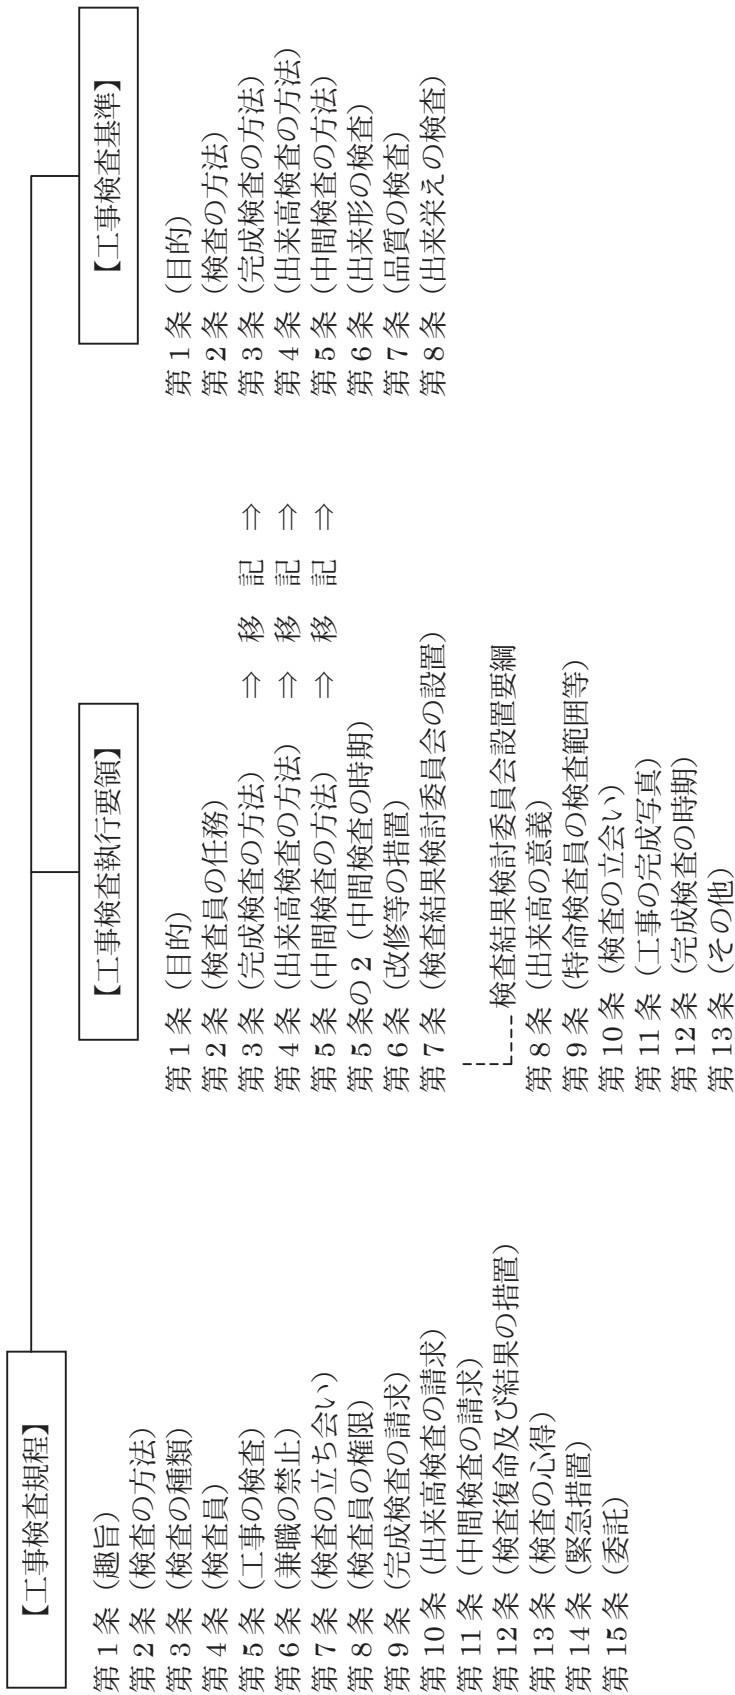 【工事検査規程】
第1条（趣旨）
第2条（検査の方法）
第3条（検査の種類）
第4条（検査員）
第5条（工事の検査）
第6条（兼職の禁止）
第7条（検査の立ち会い）
第8条（検査員の権限）
第9条（完成検査の請求）
第10条（出来高検査の請求）
第11条（中間検査の請求）
第12条（検査復命及び結果の措置）
第13条（検査の心得）
第14条（緊急措置）
第15条（委託）
【工事検査執行要領】
第1条（目的）
第2条（検査員の任務）
第3条（完成検査の方法） ⇒ 移 記 ⇒
第4条（出来高検査の方法） ⇒ 移 記 ⇒
第5条（中間検査の方法） ⇒ 移 記 ⇒
第5条の2（中間検査の時期）
第6条（改修等の措置）
第7条（検査結果検討委員会の設置）
検査結果検討委員会設置要綱
第8条（出来高の意義）
第9条（特命検査員の検査範囲等）
第10条（検査の立会い）
第11条（工事の完成写真）
第12条（完成検査の時期）
第13条（その他）
【工事検査基準】
第1条（目的）
第2条（検査の方法）
第3条（完成検査の方法）
第4条（出来高検査の方法）
第5条（中間検査の方法）
第6条（出来形の検査）
第7条（品質の検査）
第8条（出来栄えの検査）